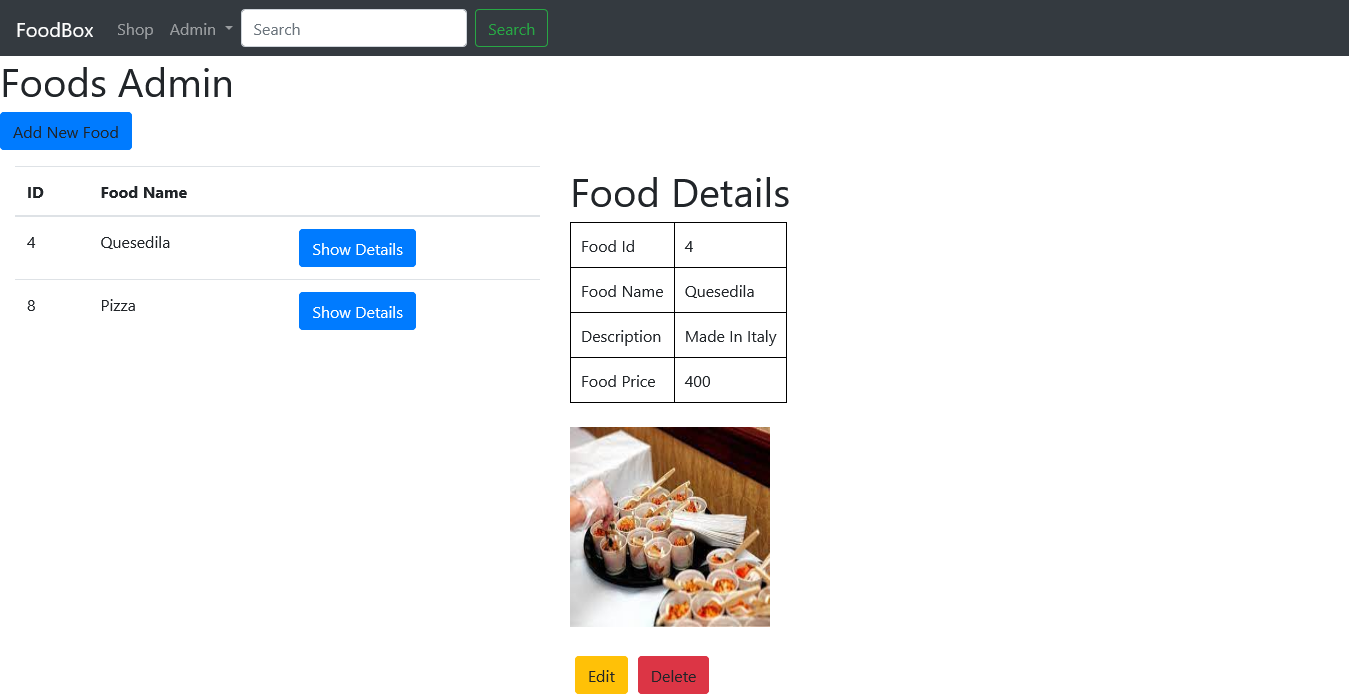 FoodBox Shop Admin Search Search
Foods Admin
Add New Food
ID Food Name
4 Quesedila Show Details
8 Pizza Show Details
Food Details
Food Id 4
Food Name Quesedila
Description Made In Italy
Food Price 400
Edit Delete